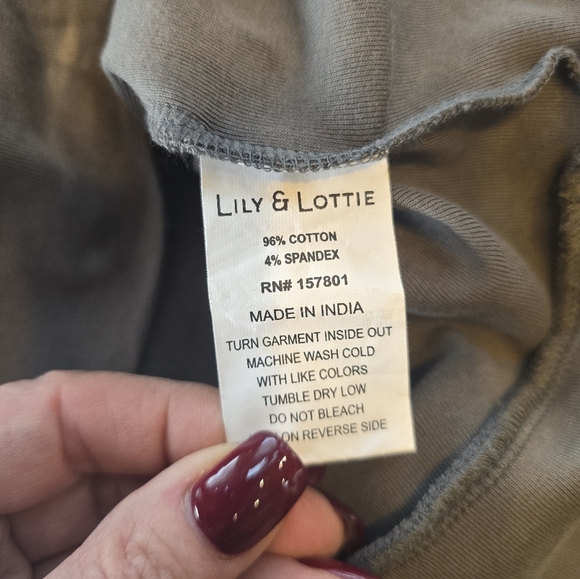 LILY & LOTTIE
96% COTTON
4% SPANDEX
RN# 157801
MADE IN INDIA
TURN GARMENT INSIDE OUT
MACHINE WASH COLD
WITH LIKE COLORS
TUMBLE DRY LOW
DO NOT BLEACH
ON REVERSE SIDE